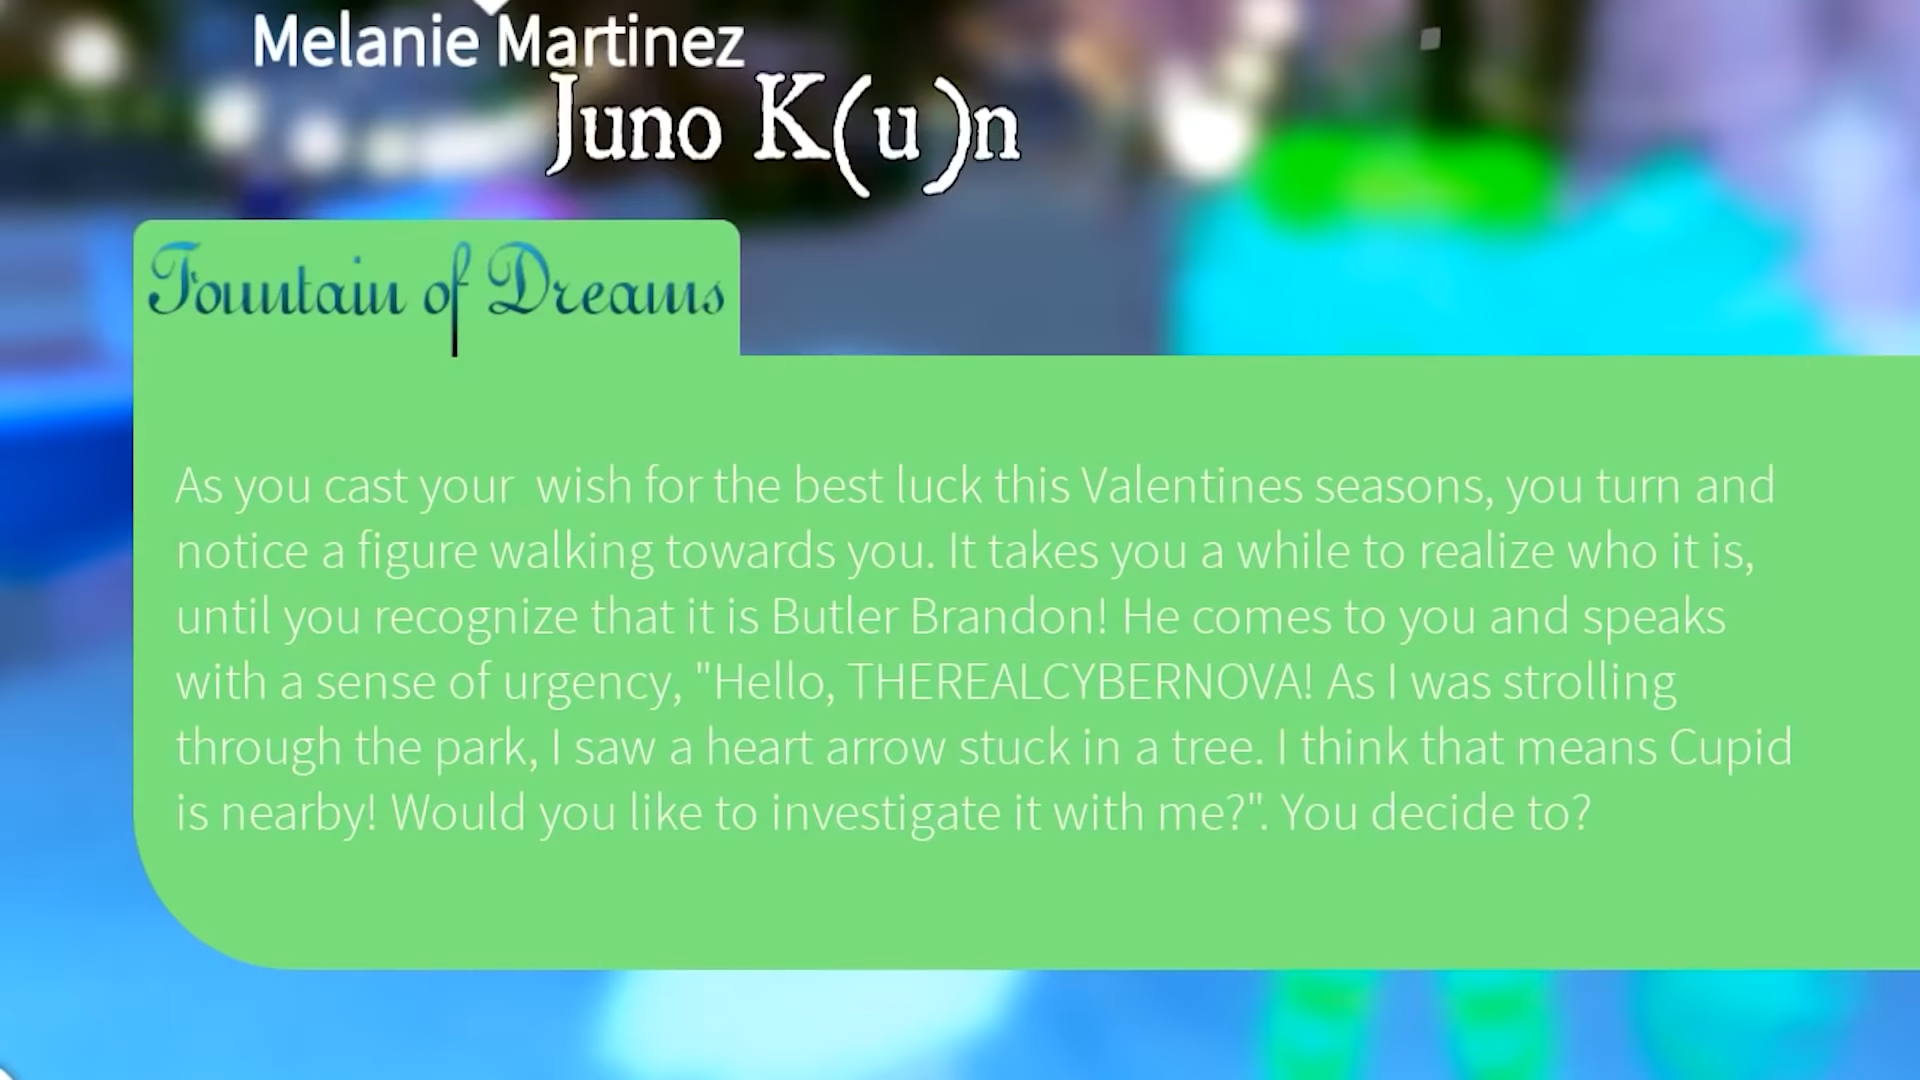 Melanie Martinez
Juno K(u)n
Fountain of Dreams
As you cast your  wish for the best luck this Valentines seasons, you turn and
notice a figure walking towards you. It takes you a while to realize who it is,
until you recognize that it is Butler Brandon! He comes to you and speaks
with a sense of urgency, "Hello, THEREALCYBERNOVA! As I was strolling
through the park, I saw a heart arrow stuck in a tree. I think that means Cupid
is nearby! Would you like to investigate it with me?". You decide to?